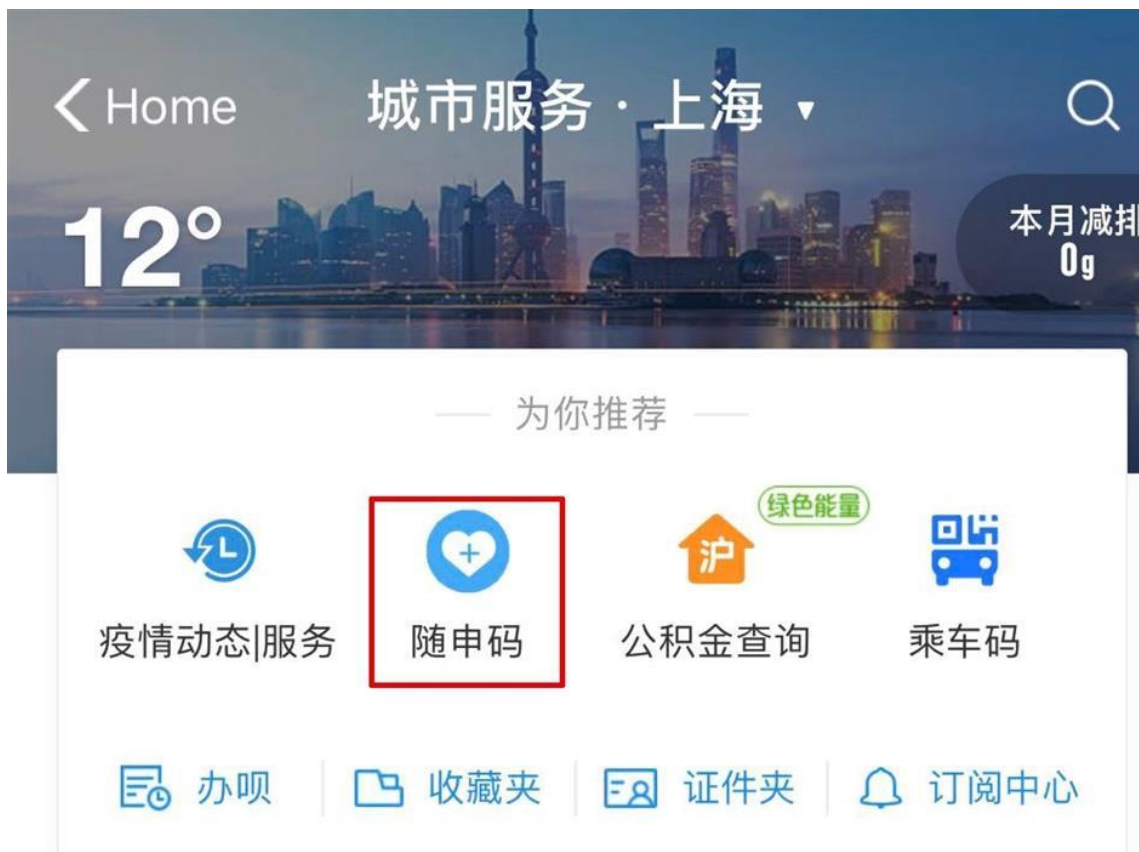 Home
城市服务 · 上海 ▾
12°
本月减排
0g
为你推荐
绿色能量
沪
疫情动态|服务
随申码
公积金查询
乘车码
办呗
收藏夹
证件夹
订阅中心